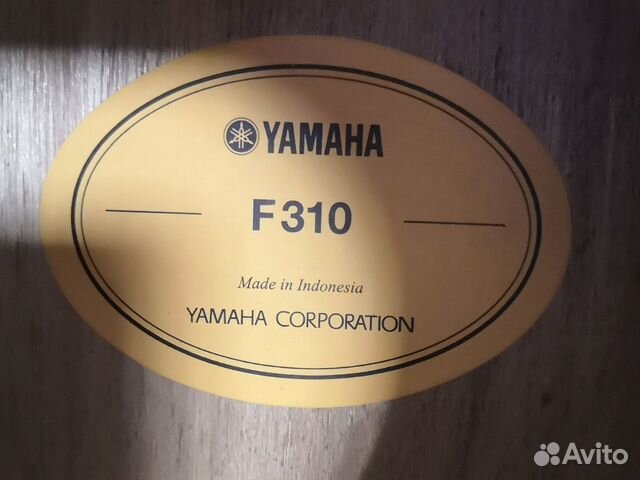 YAMAHA
F310
Made in Indonesia
YAMAHA CORPORATION
Avito